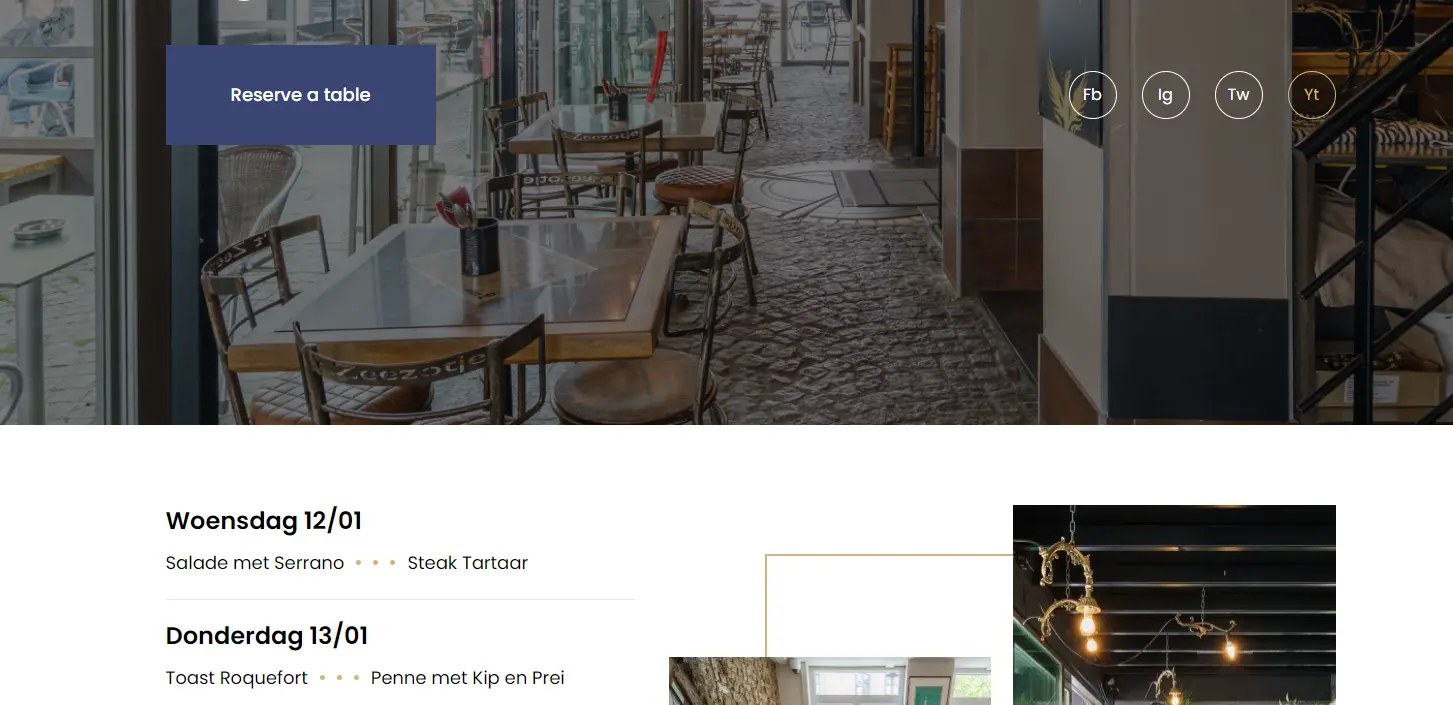 Reserve a table
Fb Ig Tw Yt
Zeezotje
Zeezotje
Woensdag 12/01
Salade met Serrano • • • Steak Tartaar
Donderdag 13/01
Toast Roquefort • • • Penne met Kip en Prei